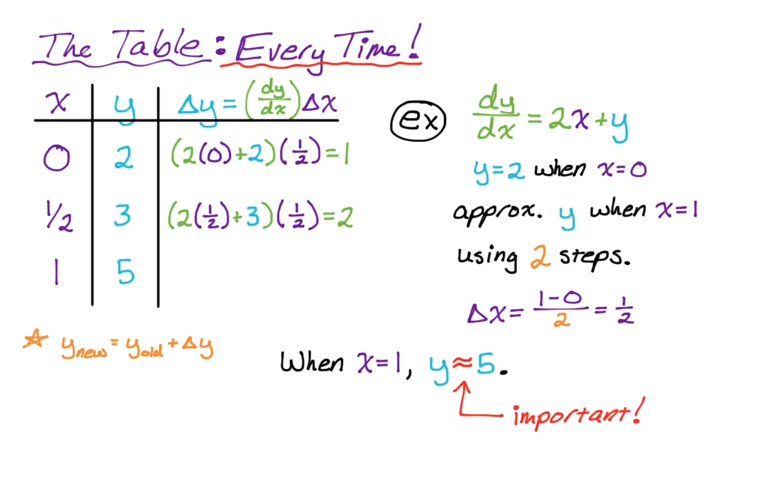 The Table: Every Time!
x y Δy = (dy/dx)Δx
0 2 (2(0)+2)(1/2)=1
1/2 3 (2(1/2)+3)(1/2)=2
1 5
☆ ynew = yold + Δy
ex dy/dx = 2x+y
y=2 when x=0
approx. y when x=1
using 2 steps.
Δx = 1-0/2 = 1/2
When x=1, y≈5.
important!